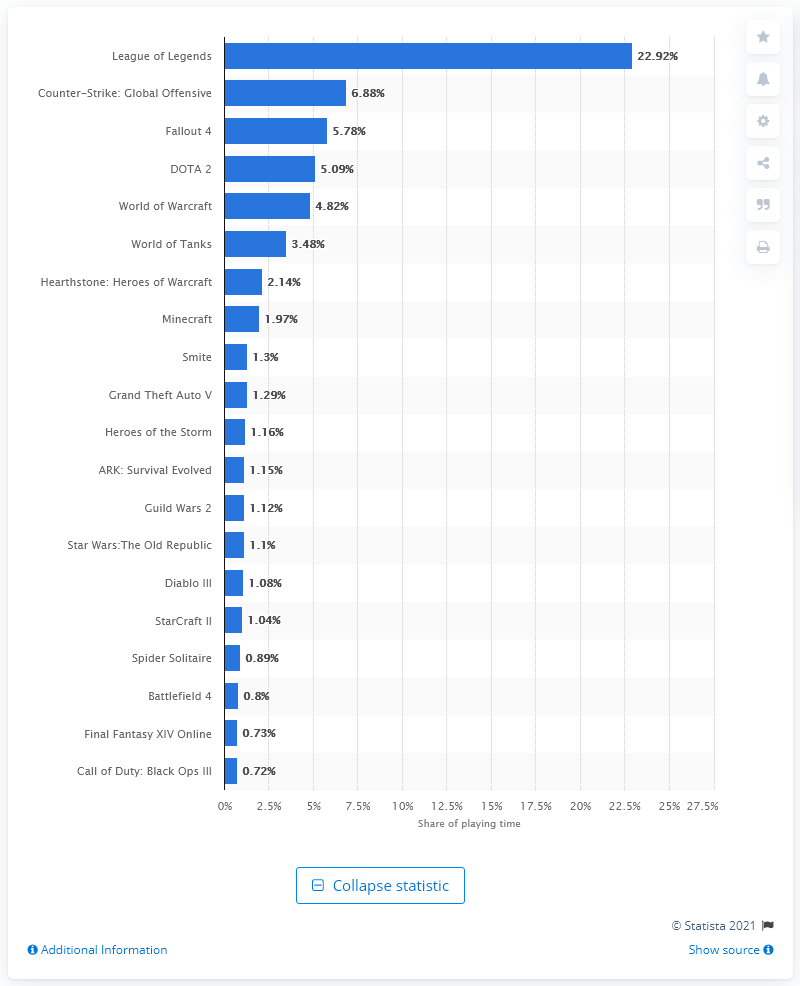 League of Legends 22.92%
Counter-Strike: Global Offensive 6.88%
Fallout 4 5.78%
DOTA 2 5.09%
World of Warcraft 4.82%
World of Tanks 3.48%
Hearthstone: Heroes of Warcraft 2.14%
Minecraft 1.97%
Smite 1.3%
Grand Theft Auto V 1.29%
Heroes of the Storm 1.16%
ARK: Survival Evolved 1.15%
Guild Wars 2 1.12%
Star Wars:The Old Republic 1.1%
Diablo III 1.08%
StarCraft II 1.04%
Spider Solitaire 0.89%
Battlefield 4 0.8%
Final Fantasy XIV Online 0.73%
Call of Duty: Black Ops III 0.72%
0% 2.5% 5% 7.5% 10% 12.5% 15% 17.5% 20% 22.5% 25% 27.5%
Share of playing time
Collapse statistic
© Statista 2021
Additional Information Show source